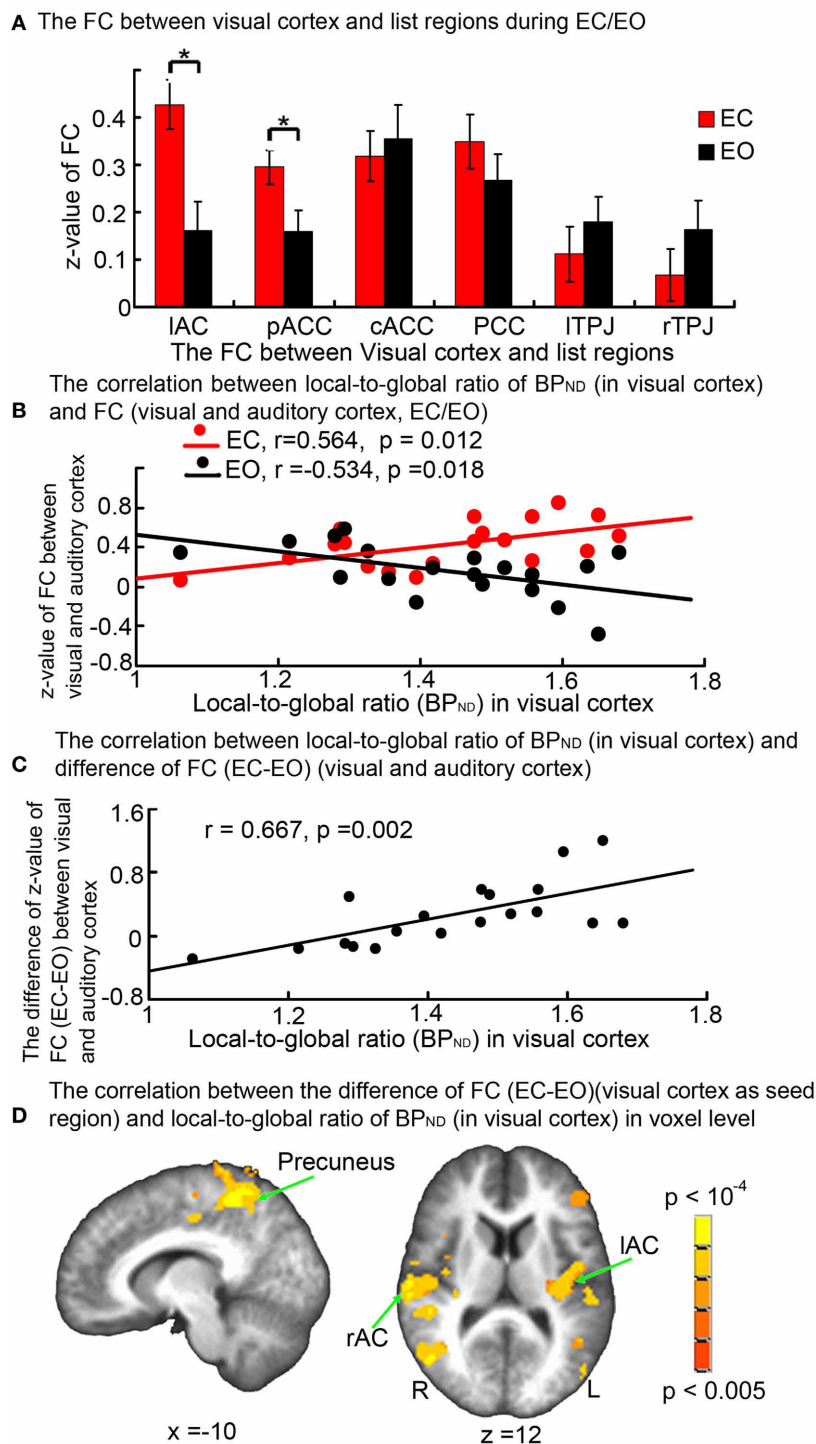 A The FC between visual cortex and list regions during EC/EO
*
*
EC
EO
z-value of FC
0.4
0.3
0.2
0.1
0
lAC pACC cACC PCC lTPJ rTPJ
The FC between Visual cortex and list regions
The correlation between local-to-global ratio of BPND (in visual cortex)
B and FC (visual and auditory cortex, EC/EO)
EC, r=0.564, p = 0.012
EO, r =-0.534, p =0.018
z-value of FC between
visual and auditory cortex
0.8
0.4
0
-0.4
-0.8
1 1.2 1.4 1.6 1.8
Local-to-global ratio (BPND) in visual cortex
The correlation between local-to-global ratio of BPND (in visual cortex) and
C difference of FC (EC-EO) (visual and auditory cortex)
r = 0.667, p =0.002
The difference of z-value of
FC (EC-EO) between visual
and auditory cortex
1.6
0.8
0
-0.8
1 1.2 1.4 1.6 1.8
Local-to-global ratio (BPND) in visual cortex
The correlation between the difference of FC (EC-EO)(visual cortex as seed
D region) and local-to-global ratio of BPND (in visual cortex) in voxel level
Precuneus
p < 10-4
lAC
rAC
R L
p < 0.005
x =-10 z =12